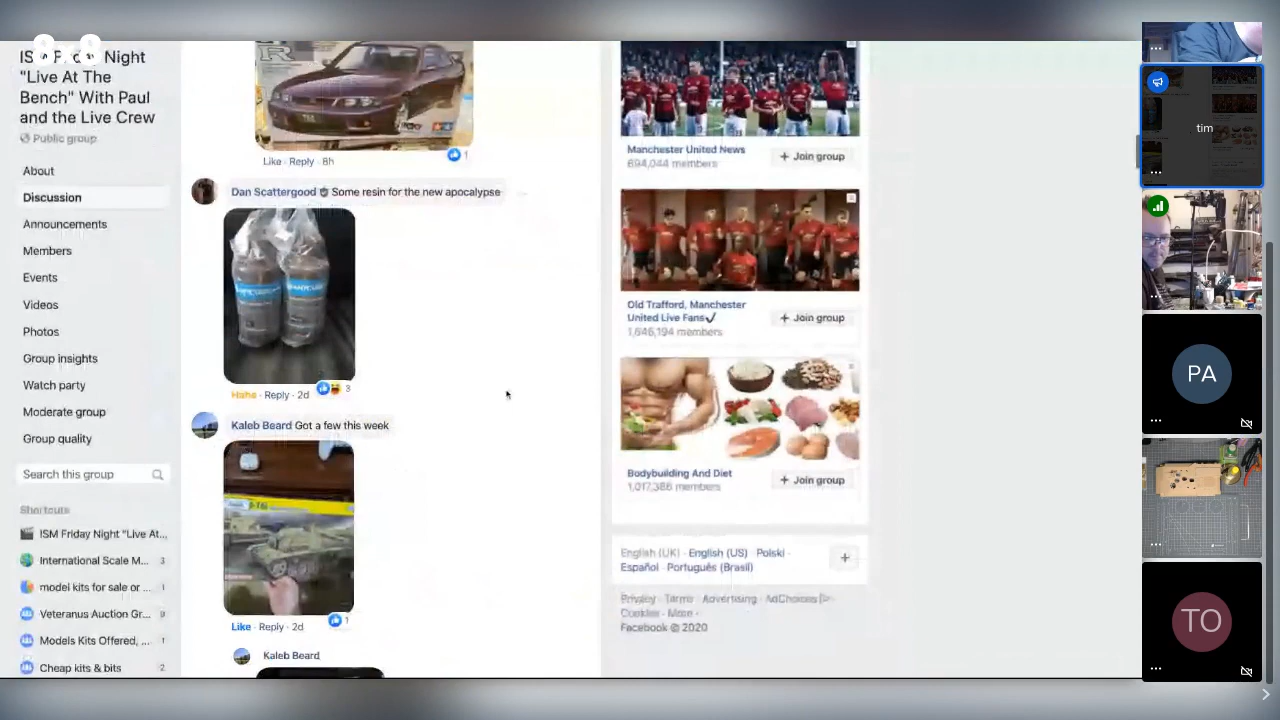 ISM Friday Night
"Live At The
Bench" With Paul
and the Live Crew
Public group
About
Discussion
Announcements
Members
Events
Videos
Photos
Group insights
Watch party
Moderate group
Group quality
Search this group
Shortcuts
ISM Friday Night "Live At...
International Scale M... 3
model kits for sale or ... 1
Veteranus Auction Gr... 9
Models Kits Offered, ... 1
Cheap kits & bits 2
R
Like · Reply · 8h 1
Dan Scattergood Some resin for the new apocalypse
Haha · Reply · 2d 3
Kaleb Beard Got a few this week
Like · Reply · 2d 1
Kaleb Beard
Manchester United News
694,044 members
+ Join group
Old Trafford, Manchester
United Live Fans✓
1,646,194 members
+ Join group
Bodybuilding And Diet
1,017,386 members
+ Join group
English (UK) · English (US) · Polski ·
Español · Português (Brasil)
+
Privacy · Terms · Advertising · AdChoices ·
Cookies · More ·
Facebook © 2020
tim
PA
TO